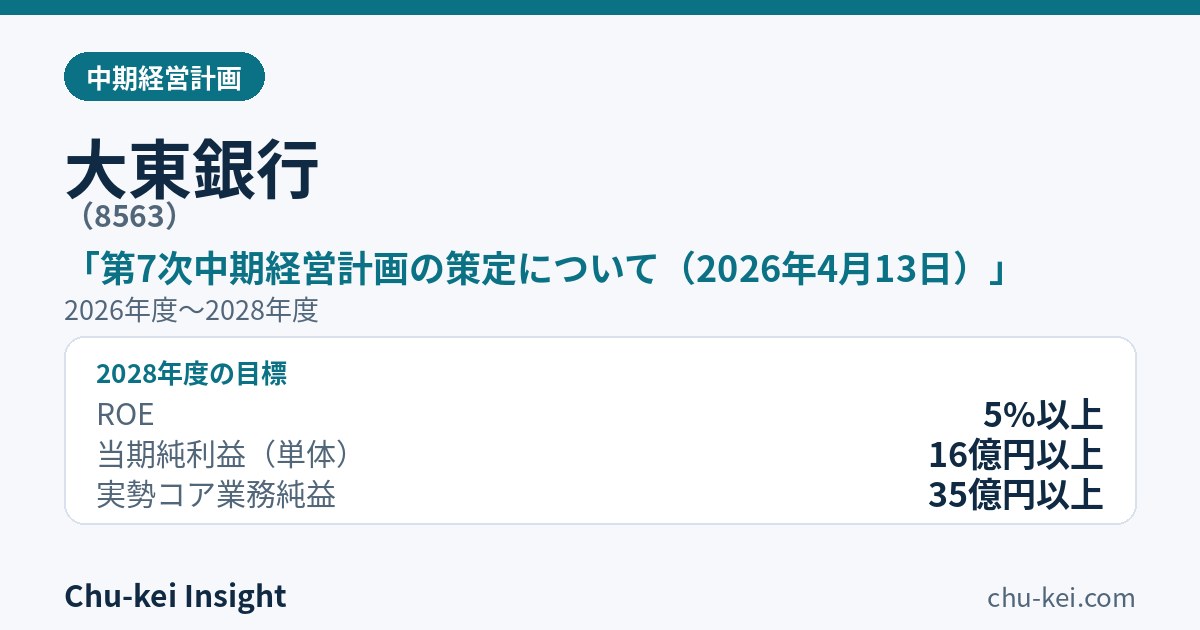 中期経営計画
大東銀行
（8563）
「第7次中期経営計画の策定について（2026年4月13日）」
2026年度～2028年度
2028年度の目標
ROE 5%以上
当期純利益（単体） 16億円以上
実勢コア業務純益 35億円以上
Chu-kei Insight chu-kei.com